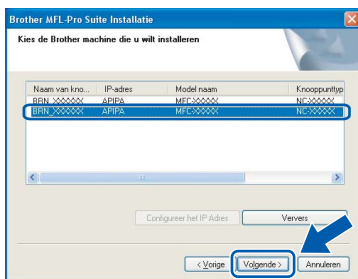 Brother MFL-Pro Suite Installatie
Kies de Brother machine die u wilt installeren
Naam van kno... IP-adres Model naam Knooppunttyp
BRN_XXXXXX APIPA MFC-XXXXX NC-XXXXX
BRN_XXXXXX APIPA MFC-XXXXX NC-XXXXX
Configureer het IP Adres Ververs
< Vorige Volgende > Annuleren